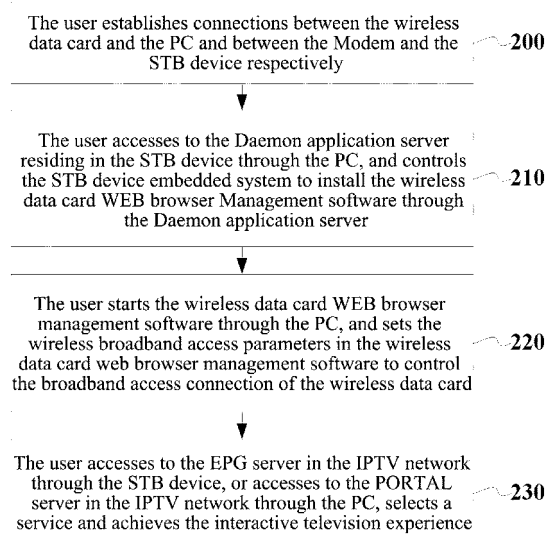 The user establishes connections between the wireless
data card and the PC and between the Modem and the
STB device respectively
200
The user accesses to the Daemon application server
residing in the STB device through the PC, and controls
the STB device embedded system to install the wireless
data card WEB browser Management software through
the Daemon application server
210
The user starts the wireless data card WEB browser
management software through the PC, and sets the
wireless broadband access parameters in the wireless
data card web browser management software to control
the broadband access connection of the wireless data card
220
The user accesses to the EPG server in the IPTV network
through the STB device, or accesses to the PORTAL
server in the IPTV network through the PC, selects a
service and achieves the interactive television experience
230